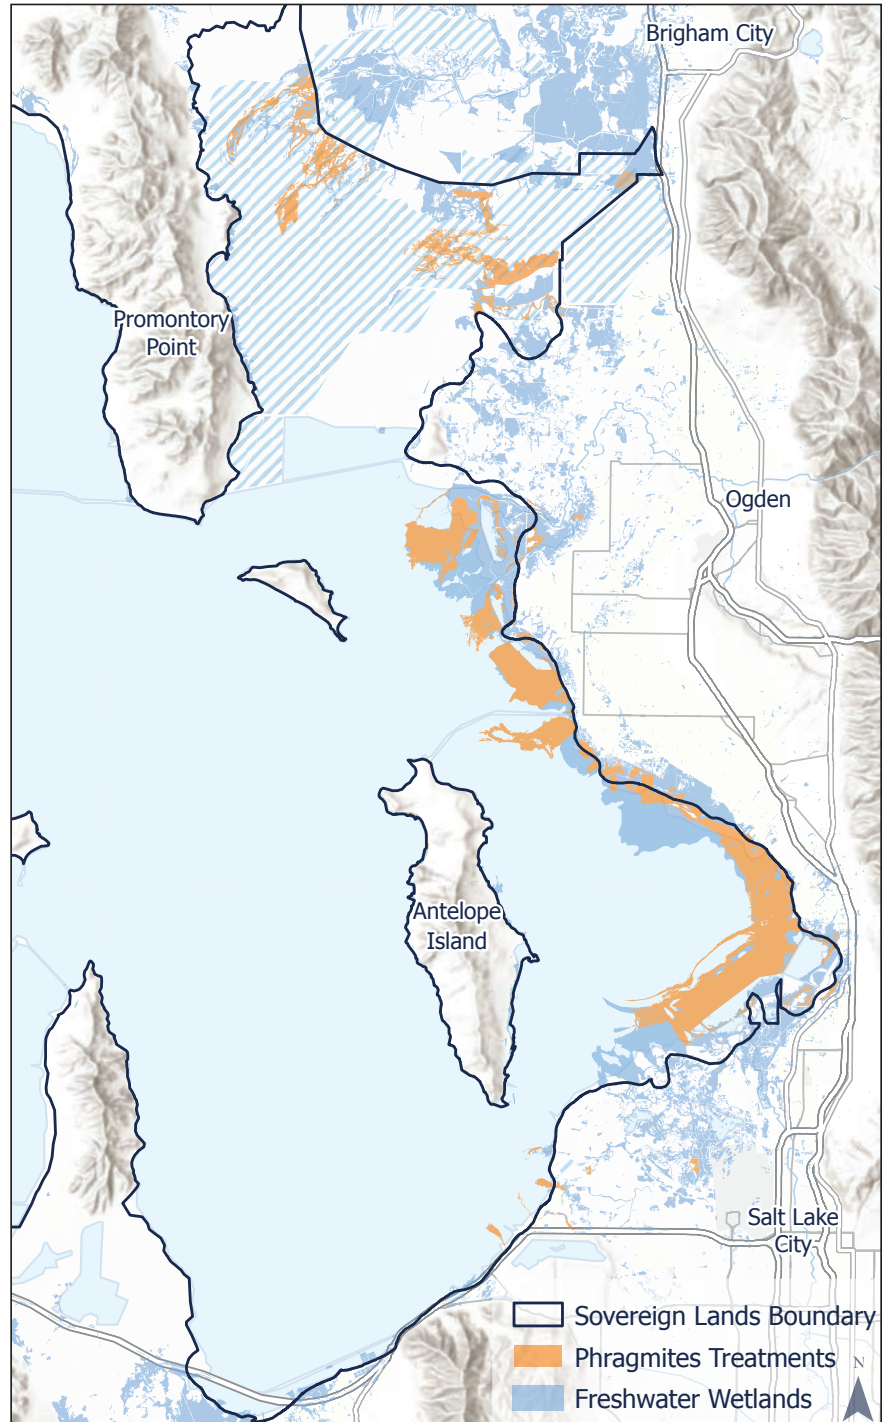 Brigham City
Promontory
Point
Ogden
Antelope
Island
Salt Lake
City
Sovereign Lands Boundary
Phragmites Treatments
N
Freshwater Wetlands